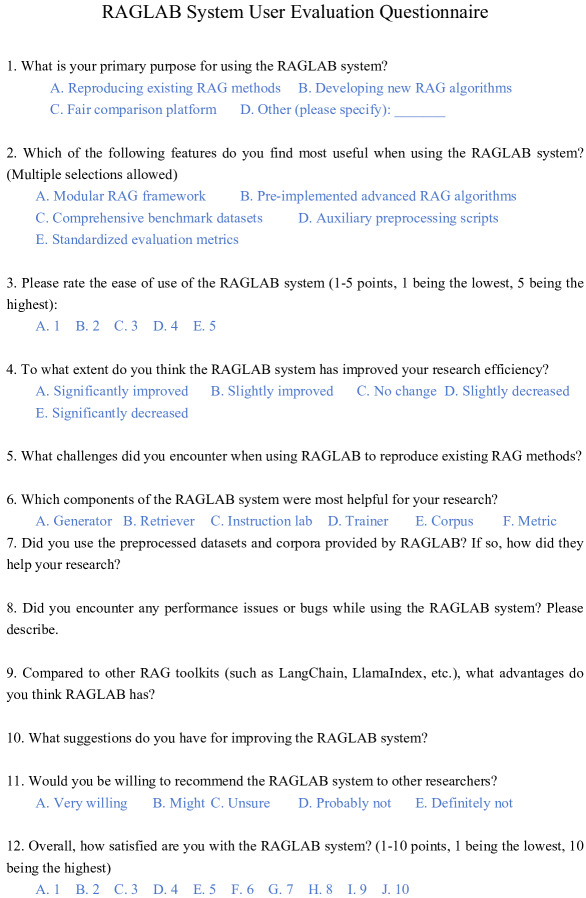 RAGLAB System User Evaluation Questionnaire
1. What is your primary purpose for using the RAGLAB system?
A. Reproducing existing RAG methods B. Developing new RAG algorithms
C. Fair comparison platform D. Other (please specify): _______
2. Which of the following features do you find most useful when using the RAGLAB system?
(Multiple selections allowed)
A. Modular RAG framework B. Pre-implemented advanced RAG algorithms
C. Comprehensive benchmark datasets D. Auxiliary preprocessing scripts
E. Standardized evaluation metrics
3. Please rate the ease of use of the RAGLAB system (1-5 points, 1 being the lowest, 5 being the
highest):
A. 1 B. 2 C. 3 D. 4 E. 5
4. To what extent do you think the RAGLAB system has improved your research efficiency?
A. Significantly improved B. Slightly improved C. No change D. Slightly decreased
E. Significantly decreased
5. What challenges did you encounter when using RAGLAB to reproduce existing RAG methods?
6. Which components of the RAGLAB system were most helpful for your research?
A. Generator B. Retriever C. Instruction lab D. Trainer E. Corpus F. Metric
7. Did you use the preprocessed datasets and corpora provided by RAGLAB? If so, how did they
help your research?
8. Did you encounter any performance issues or bugs while using the RAGLAB system? Please
describe.
9. Compared to other RAG toolkits (such as LangChain, LlamaIndex, etc.), what advantages do
you think RAGLAB has?
10. What suggestions do you have for improving the RAGLAB system?
11. Would you be willing to recommend the RAGLAB system to other researchers?
A. Very willing B. Might C. Unsure D. Probably not E. Definitely not
12. Overall, how satisfied are you with the RAGLAB system? (1-10 points, 1 being the lowest, 10
being the highest)
A. 1 B. 2 C. 3 D. 4 E. 5 F. 6 G. 7 H. 8 I. 9 J. 10